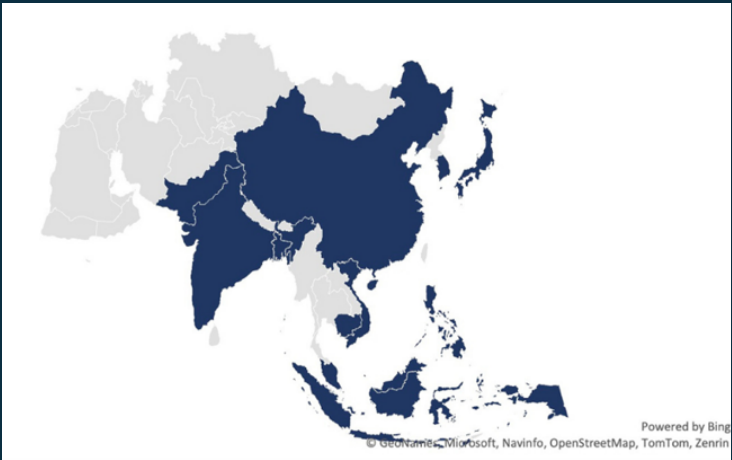 Powered by Bing
© GeoNames, Microsoft, Navinfo, OpenStreetMap, TomTom, Zenrin